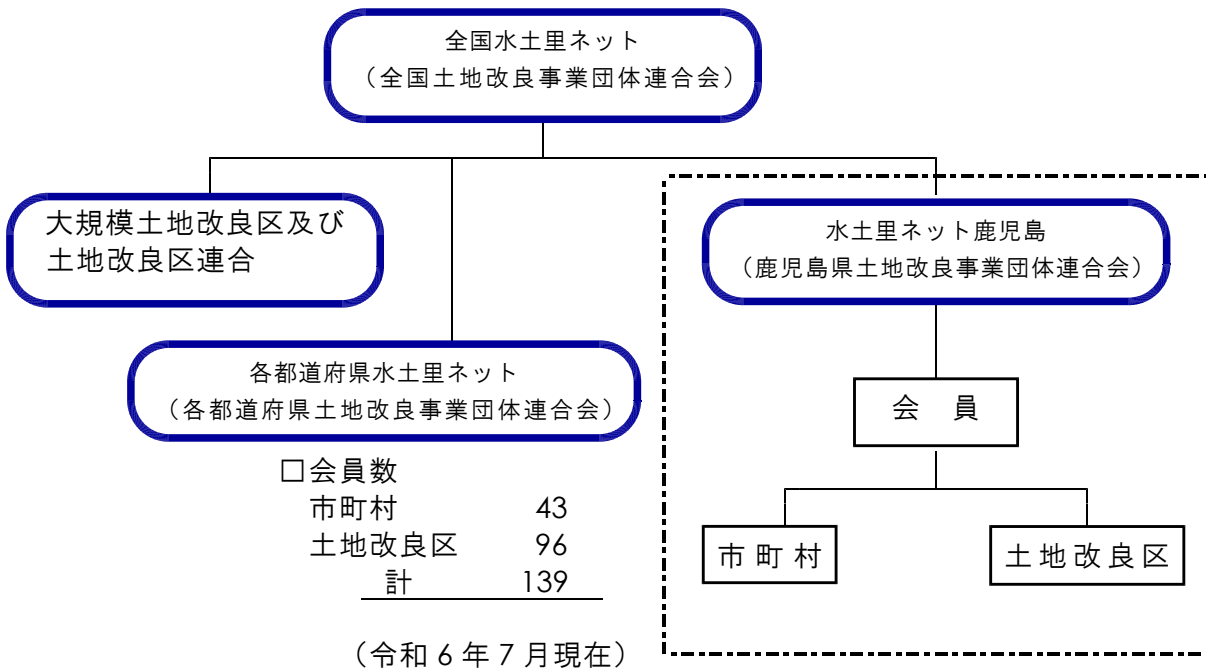 全国水土里ネット
（全国土地改良事業団体連合会）
大規模土地改良区及び
土地改良区連合
水土里ネット鹿児島
（鹿児島県土地改良事業団体連合会）
各都道府県水土里ネット
（各都道府県土地改良事業団体連合会）
会　員
市町村
土地改良区
□会員数
市町村　43
土地改良区　96
計　139
（令和６年７月現在）